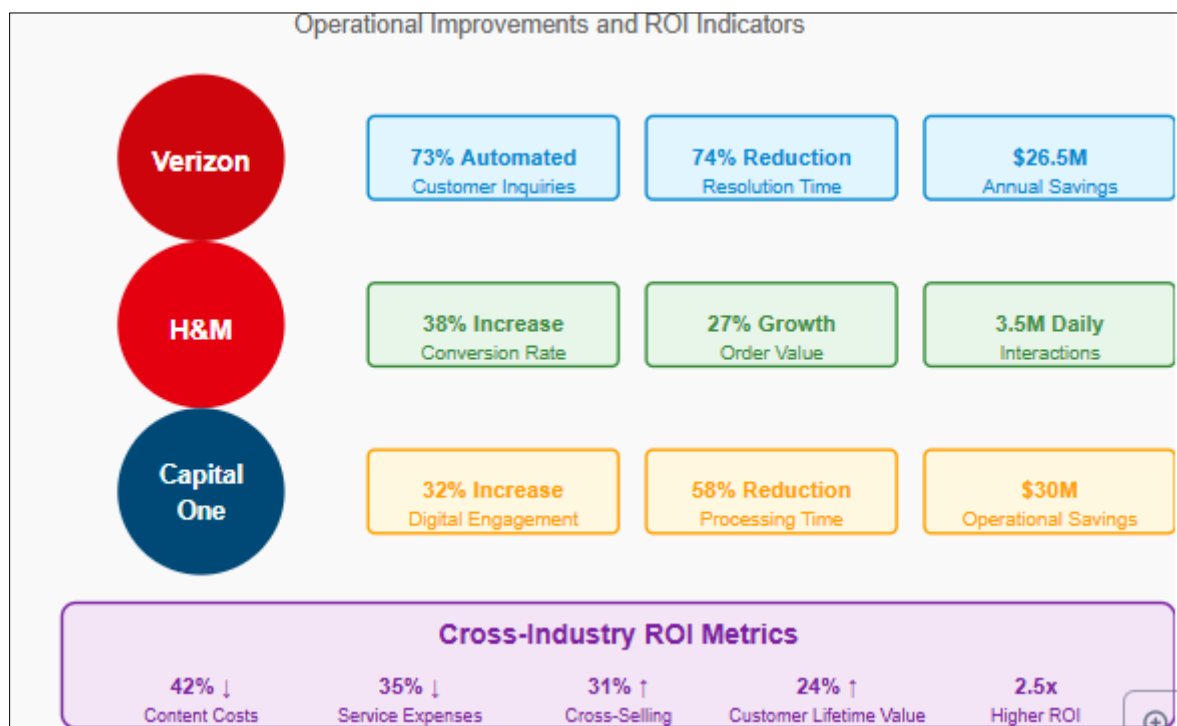 Operational Improvements and ROI Indicators
Verizon
73% Automated
Customer Inquiries
74% Reduction
Resolution Time
$26.5M
Annual Savings
H&M
38% Increase
Conversion Rate
27% Growth
Order Value
3.5M Daily
Interactions
Capital
One
32% Increase
Digital Engagement
58% Reduction
Processing Time
$30M
Operational Savings
Cross-Industry ROI Metrics
42% ↓
Content Costs
35% ↓
Service Expenses
31% ↑
Cross-Selling
24% ↑
Customer Lifetime Value
2.5x
Higher ROI